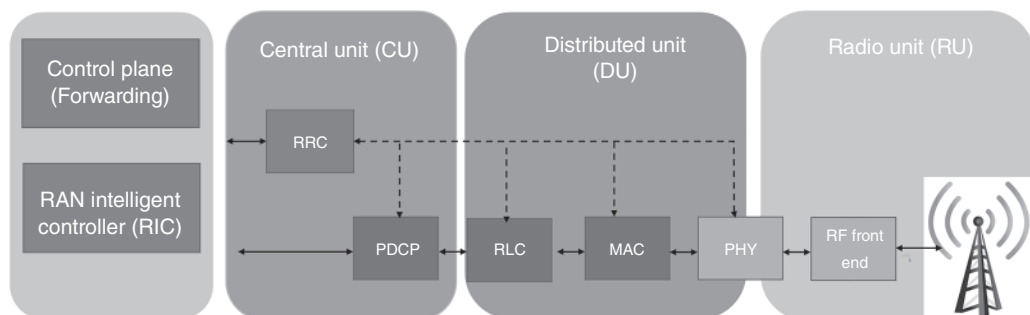 Control plane
(Forwarding)
RAN intelligent
controller (RIC)
Central unit (CU)
RRC
PDCP
Distributed unit
(DU)
RLC
MAC
PHY
Radio unit (RU)
RF front
end